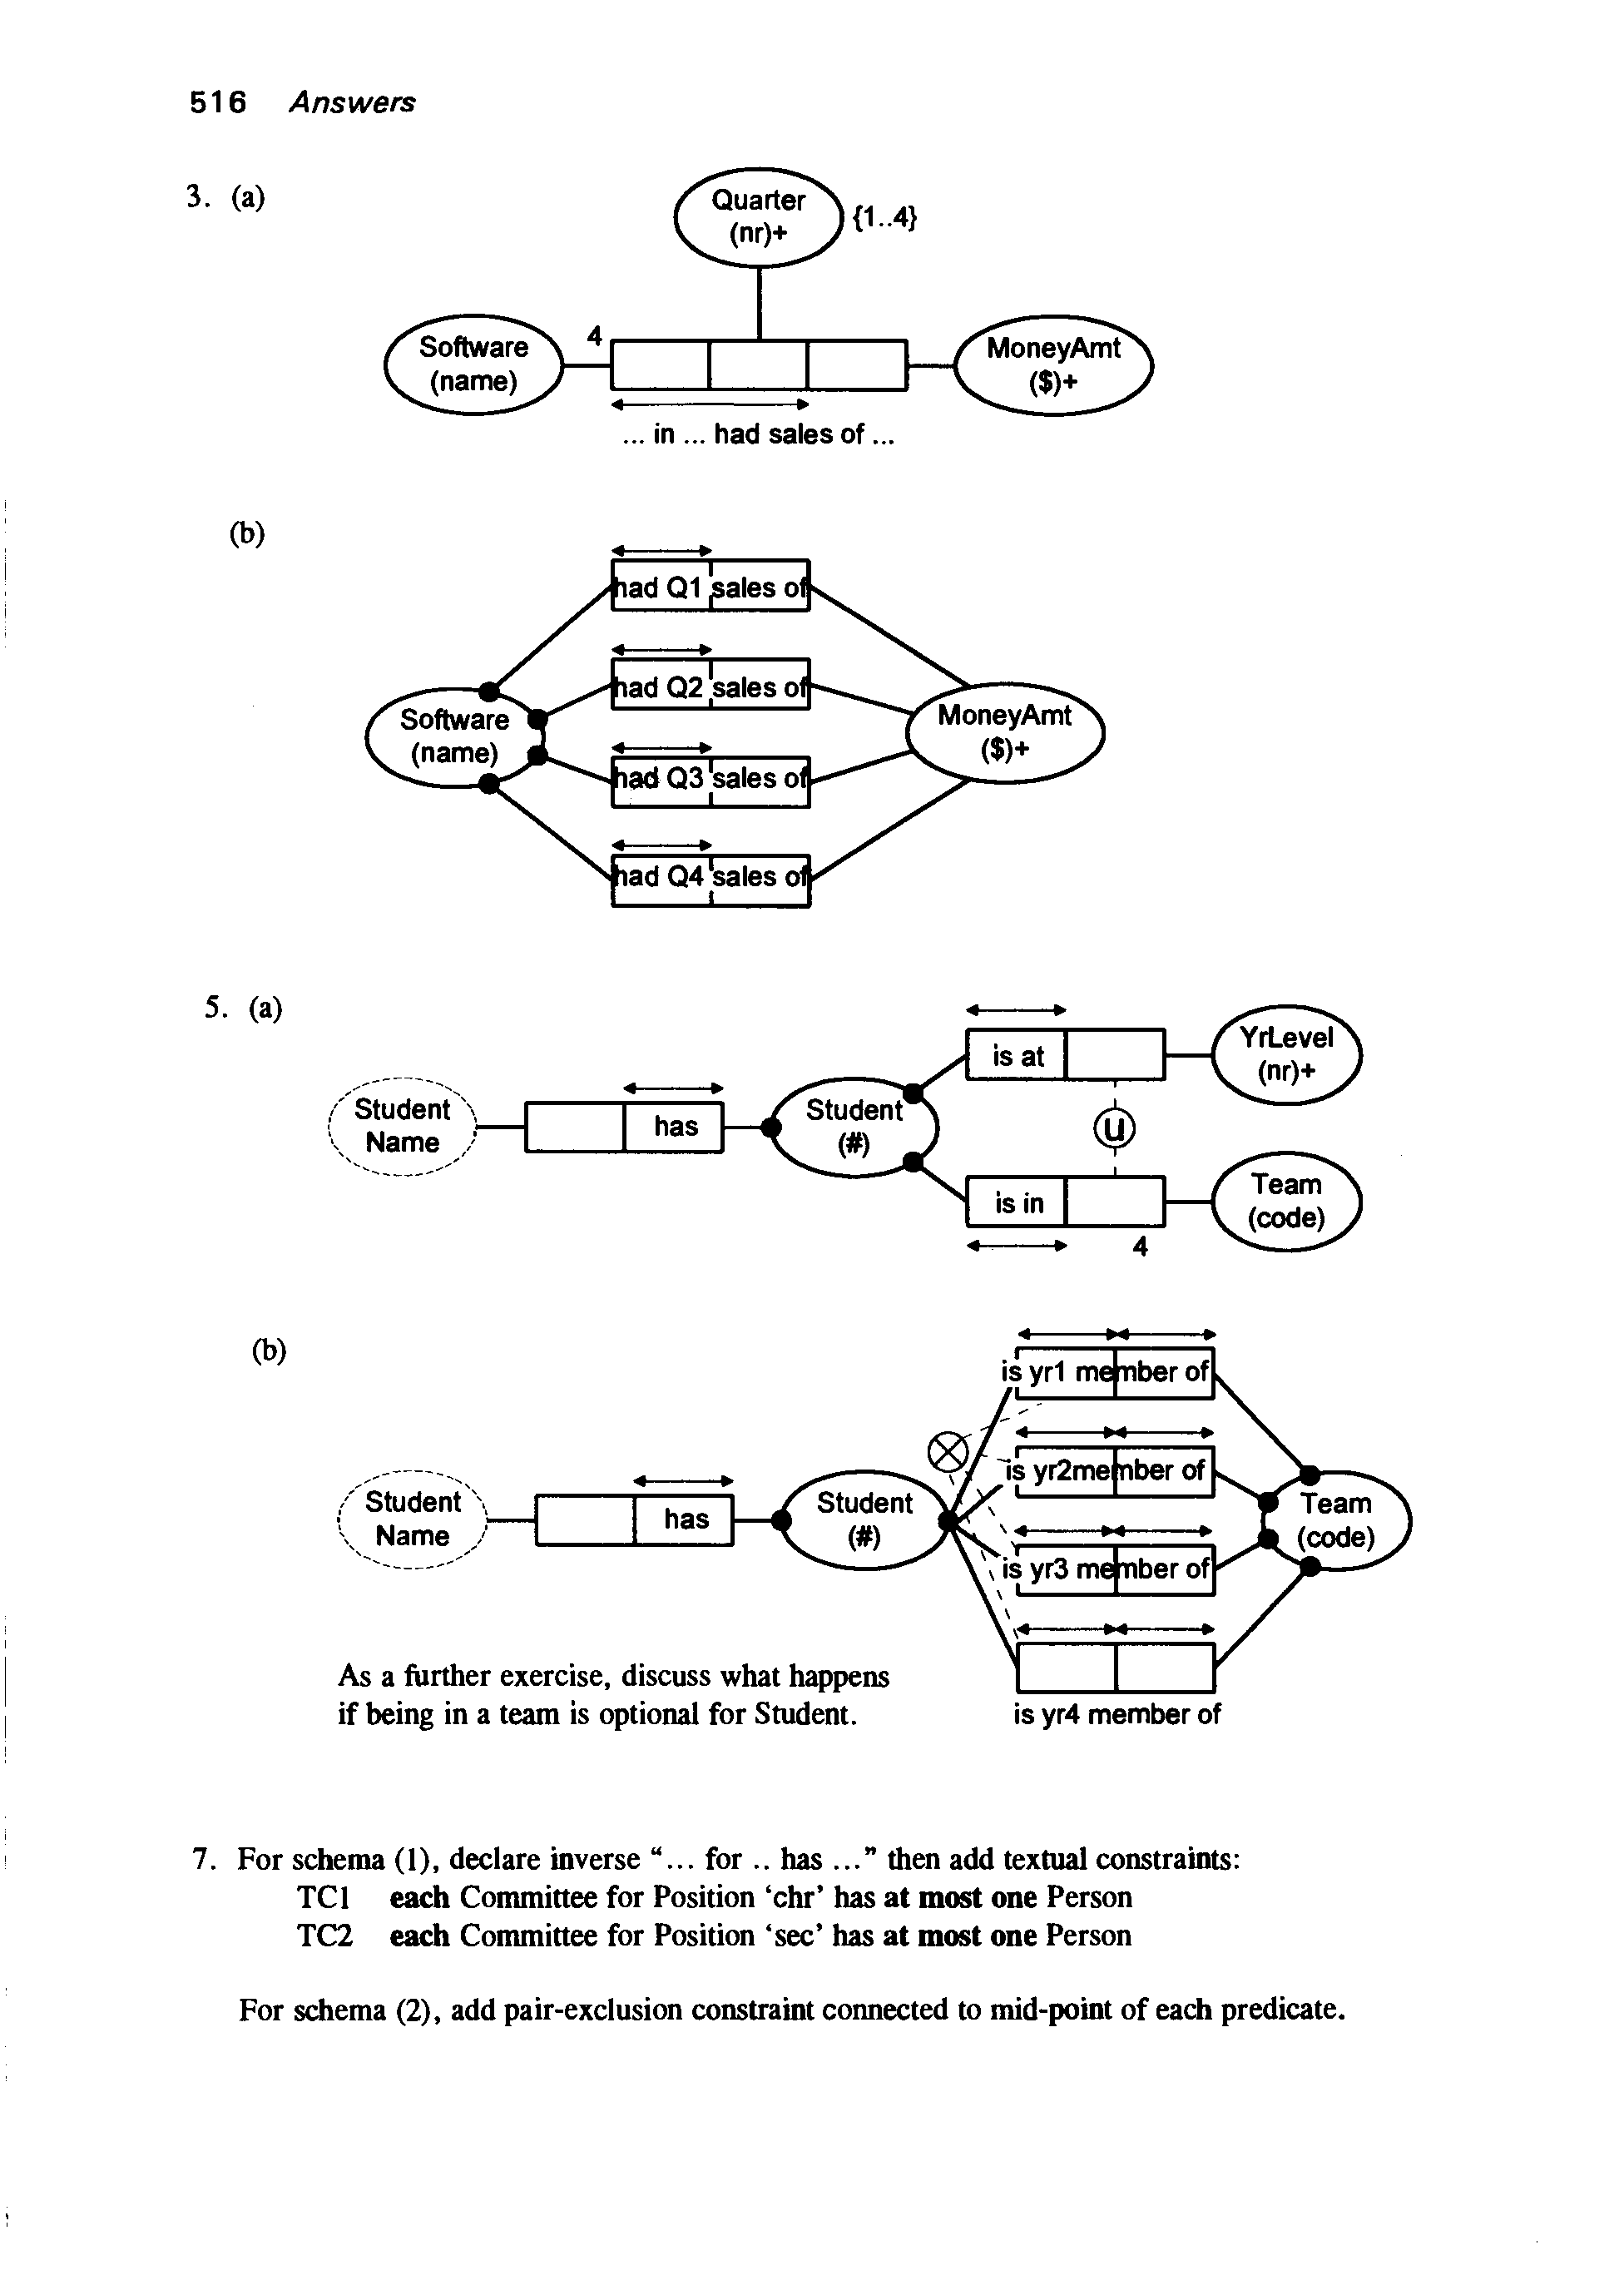 516 Answers
3. (a)
Quarter
(nr)+
{1..4}
Software
(name)
4
MoneyAmt
($)+
... in ... had sales of ...
(b)
had Q1 sales of
had Q2 sales of
Software
(name)
MoneyAmt
($)+
had Q3 sales of
had Q4 sales of
5. (a)
is at
YrLevel
(nr)+
Student
Name
has
Student
(#)
U
is in
Team
(code)
4
(b)
is yr1 member of
is yr2member of
Student
Name
has
Student
(#)
Team
(code)
is yr3 member of
is yr4 member of
As a further exercise, discuss what happens
if being in a team is optional for Student.
7. For schema (1), declare inverse “... for .. has ...” then add textual constraints:
TC1 each Committee for Position ‘chr’ has at most one Person
TC2 each Committee for Position ‘sec’ has at most one Person
For schema (2), add pair-exclusion constraint connected to mid-point of each predicate.